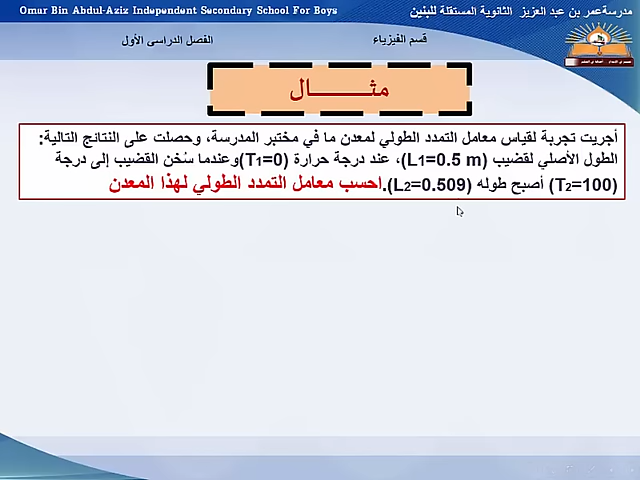 Omar Bin Abdul-Aziz Independent Secondary School For Boys
مدرسة عمر بن عبد العزيز الثانوية المستقلة للبنين
قسم الفيزياء
الفصل الدراسى الأول
مثـــــــال
أجريت تجربة لقياس معامل التمدد الطولي لمعدن ما في مختبر المدرسة، وحصلت على النتائج التالية:
الطول الأصلي لقضيب (L1=0.5 m)، عند درجة حرارة (T1=0)وعندما سُخن القضيب إلى درجة
(T2=100) أصبح طوله (L2=0.509).احسب معامل التمدد الطولي لهذا المعدن